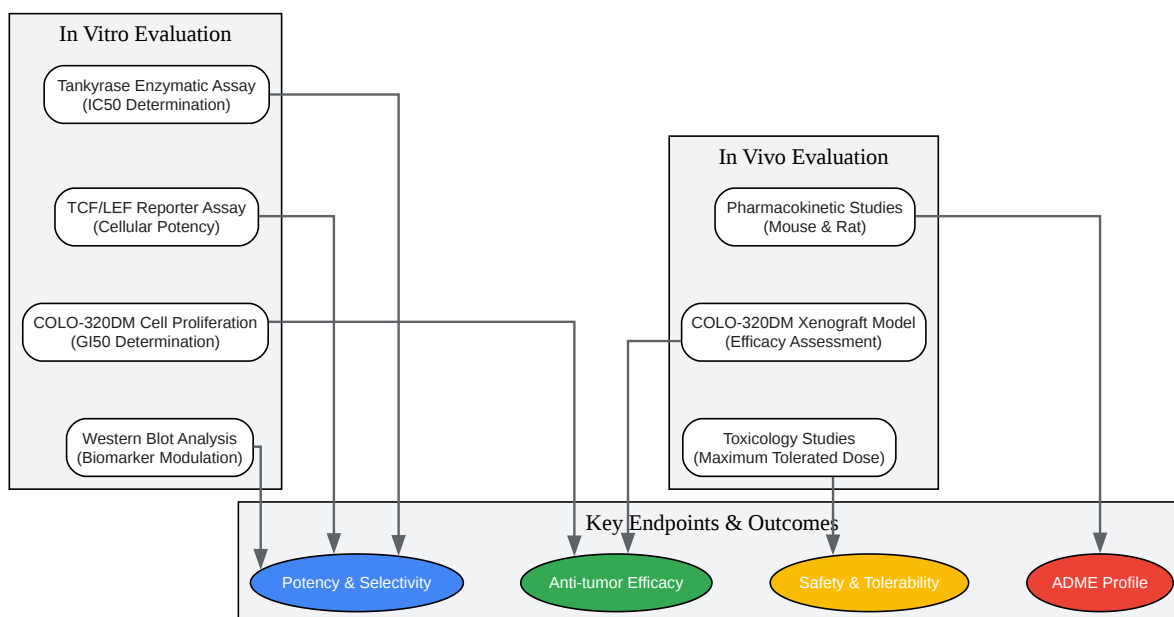 In Vitro Evaluation
Tankyrase Enzymatic Assay
(IC50 Determination)
TCF/LEF Reporter Assay
(Cellular Potency)
COLO-320DM Cell Proliferation
(GI50 Determination)
Western Blot Analysis
(Biomarker Modulation)
In Vivo Evaluation
Pharmacokinetic Studies
(Mouse & Rat)
COLO-320DM Xenograft Model
(Efficacy Assessment)
Toxicology Studies
(Maximum Tolerated Dose)
Key Endpoints & Outcomes
Potency & Selectivity
Anti-tumor Efficacy
Safety & Tolerability
ADME Profile